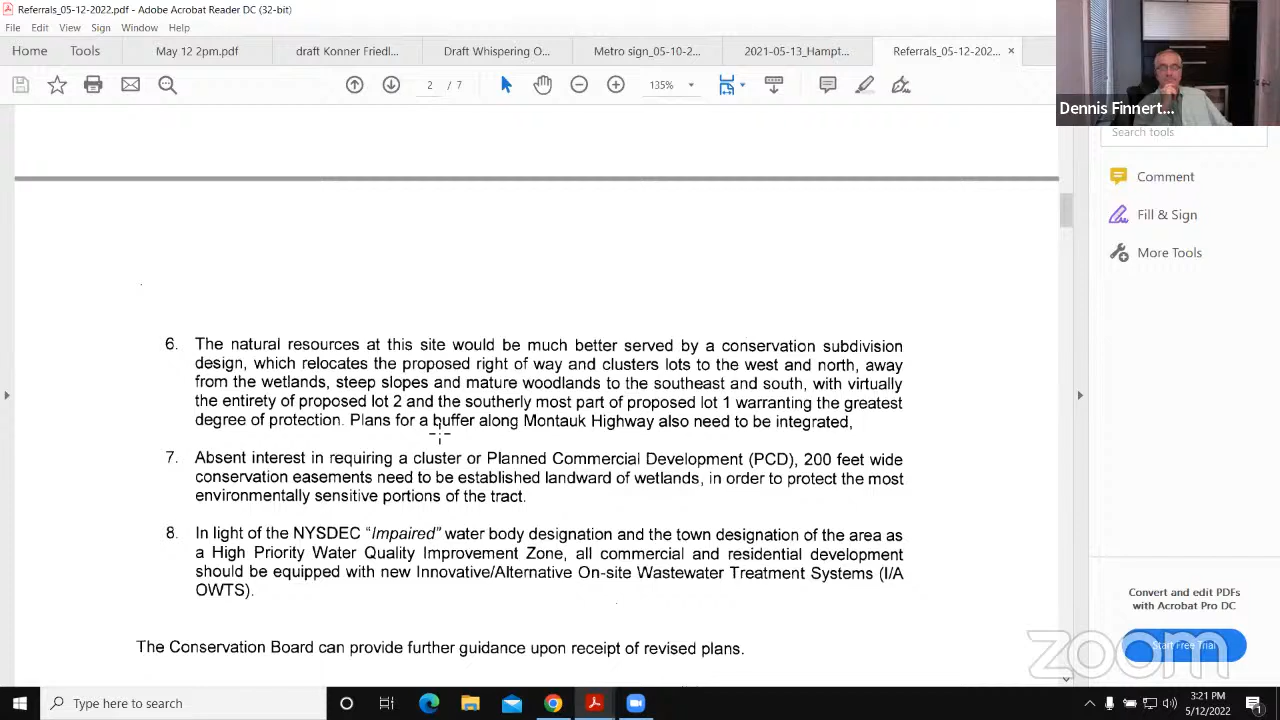 Referrals_05-12-2022.pdf - Adobe Acrobat Reader DC (32-bit)
File Edit View Sign Window Help
Home Tools May 12 2pm.pdf draft Konner Friedl... Draft Whispering O... Metro sign_05-10-2... 2021-05-13_Hampt... Referrals_05-12-202... ×
2 / 7 135%
Dennis Finnert...
Search tools
Comment
Fill & Sign
More Tools
6. The natural resources at this site would be much better served by a conservation subdivision
design, which relocates the proposed right of way and clusters lots to the west and north, away
from the wetlands, steep slopes and mature woodlands to the southeast and south, with virtually
the entirety of proposed lot 2 and the southerly most part of proposed lot 1 warranting the greatest
degree of protection. Plans for a buffer along Montauk Highway also need to be integrated,
7. Absent interest in requiring a cluster or Planned Commercial Development (PCD), 200 feet wide
conservation easements need to be established landward of wetlands, in order to protect the most
environmentally sensitive portions of the tract.
8. In light of the NYSDEC “Impaired” water body designation and the town designation of the area as
a High Priority Water Quality Improvement Zone, all commercial and residential development
should be equipped with new Innovative/Alternative On-site Wastewater Treatment Systems (I/A
OWTS).
The Conservation Board can provide further guidance upon receipt of revised plans.
Convert and edit PDFs
with Acrobat Pro DC
Start Free Trial
zoom
Type here to search
3:21 PM
5/12/2022
1